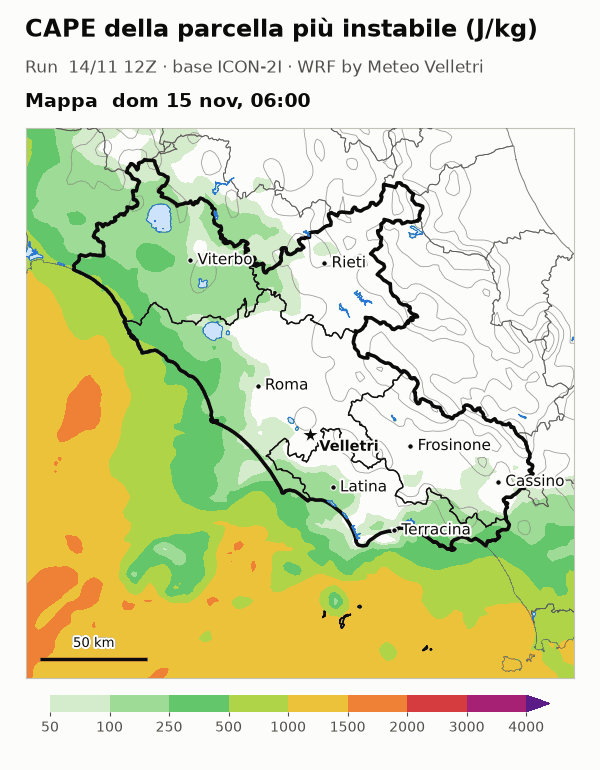 CAPE della parcella più instabile (J/kg)
Run  14/11 12Z · base ICON-2I · WRF by Meteo Velletri
Mappa  dom 15 nov, 06:00
Viterbo
Rieti
Roma
Velletri
Frosinone
Cassino
Latina
Terracina
50 km
50 100 250 500 1000 1500 2000 3000 4000